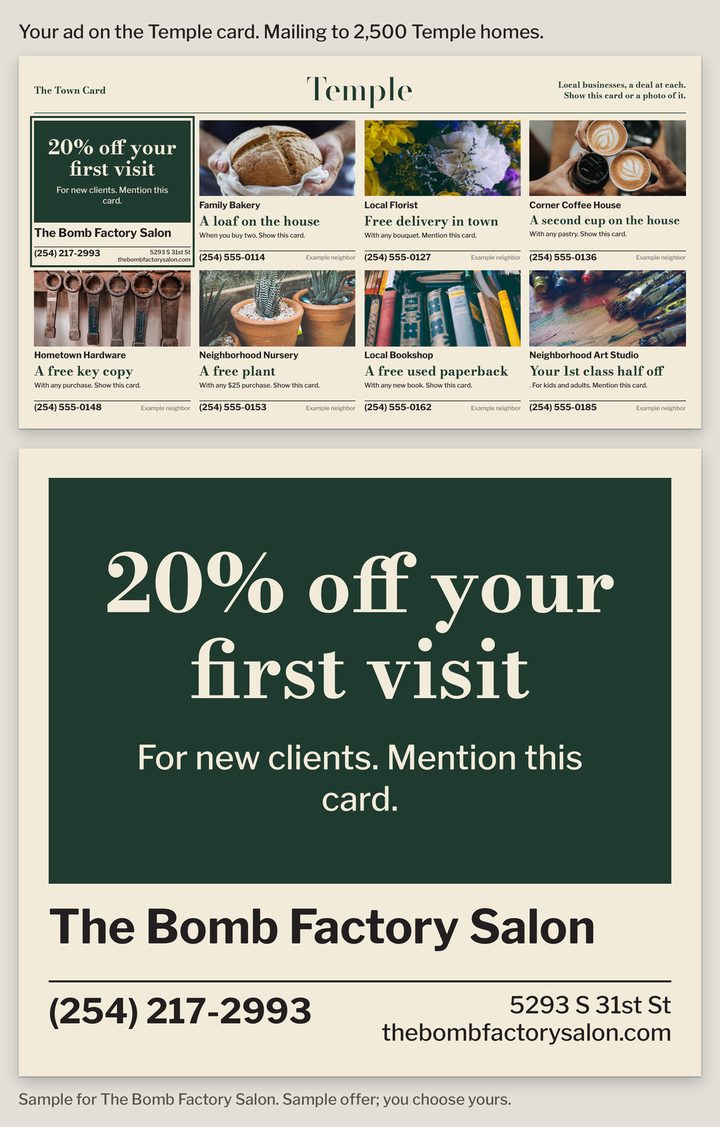 Your ad on the Temple card. Mailing to 2,500 Temple homes.
The Town Card
Temple
Local businesses, a deal at each.
Show this card or a photo of it.
20% off your
first visit
For new clients. Mention this
card.
The Bomb Factory Salon
(254) 217-2993
5293 S 31st St
thebombfactorysalon.com
Family Bakery
A loaf on the house
When you buy two. Show this card.
(254) 555-0114
Example neighbor
Local Florist
Free delivery in town
With any bouquet. Mention this card.
(254) 555-0127
Example neighbor
Corner Coffee House
A second cup on the house
With any pastry. Show this card.
(254) 555-0136
Example neighbor
Hometown Hardware
A free key copy
With any purchase. Show this card.
(254) 555-0148
Example neighbor
Neighborhood Nursery
A free plant
With any $25 purchase. Show this card.
(254) 555-0153
Example neighbor
Local Bookshop
A free used paperback
With any new book. Show this card.
(254) 555-0162
Example neighbor
Neighborhood Art Studio
Your 1st class half off
. For kids and adults. Mention this card.
(254) 555-0185
Example neighbor
20% off your
first visit
For new clients. Mention this
card.
The Bomb Factory Salon
(254) 217-2993
5293 S 31st St
thebombfactorysalon.com
Sample for The Bomb Factory Salon. Sample offer; you choose yours.